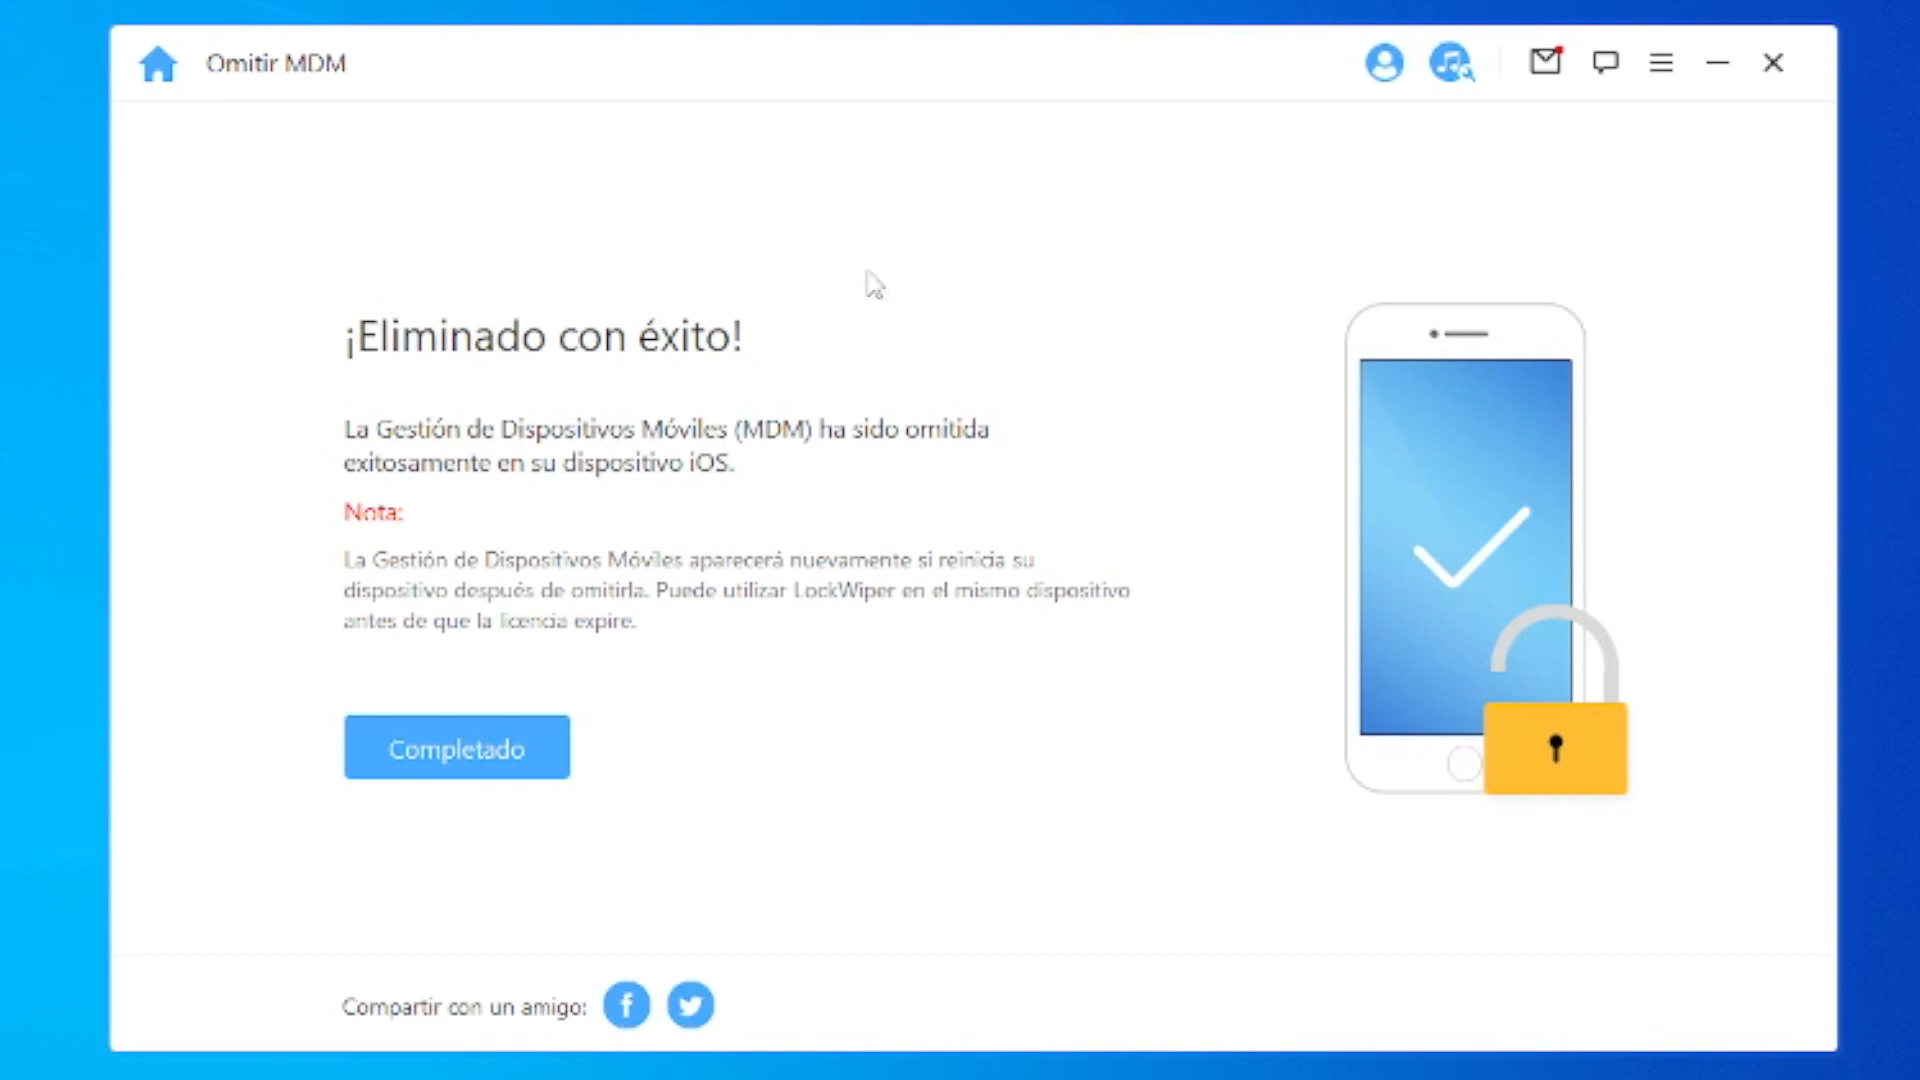 Omitir MDM
¡Eliminado con éxito!
La Gestión de Dispositivos Móviles (MDM) ha sido omitida
exitosamente en su dispositivo iOS.
Nota:
La Gestión de Dispositivos Móviles aparecerá nuevamente si reinicia su
dispositivo después de omitirla. Puede utilizar LockWiper en el mismo dispositivo
antes de que la licencia expire.
Completado
Compartir con un amigo: